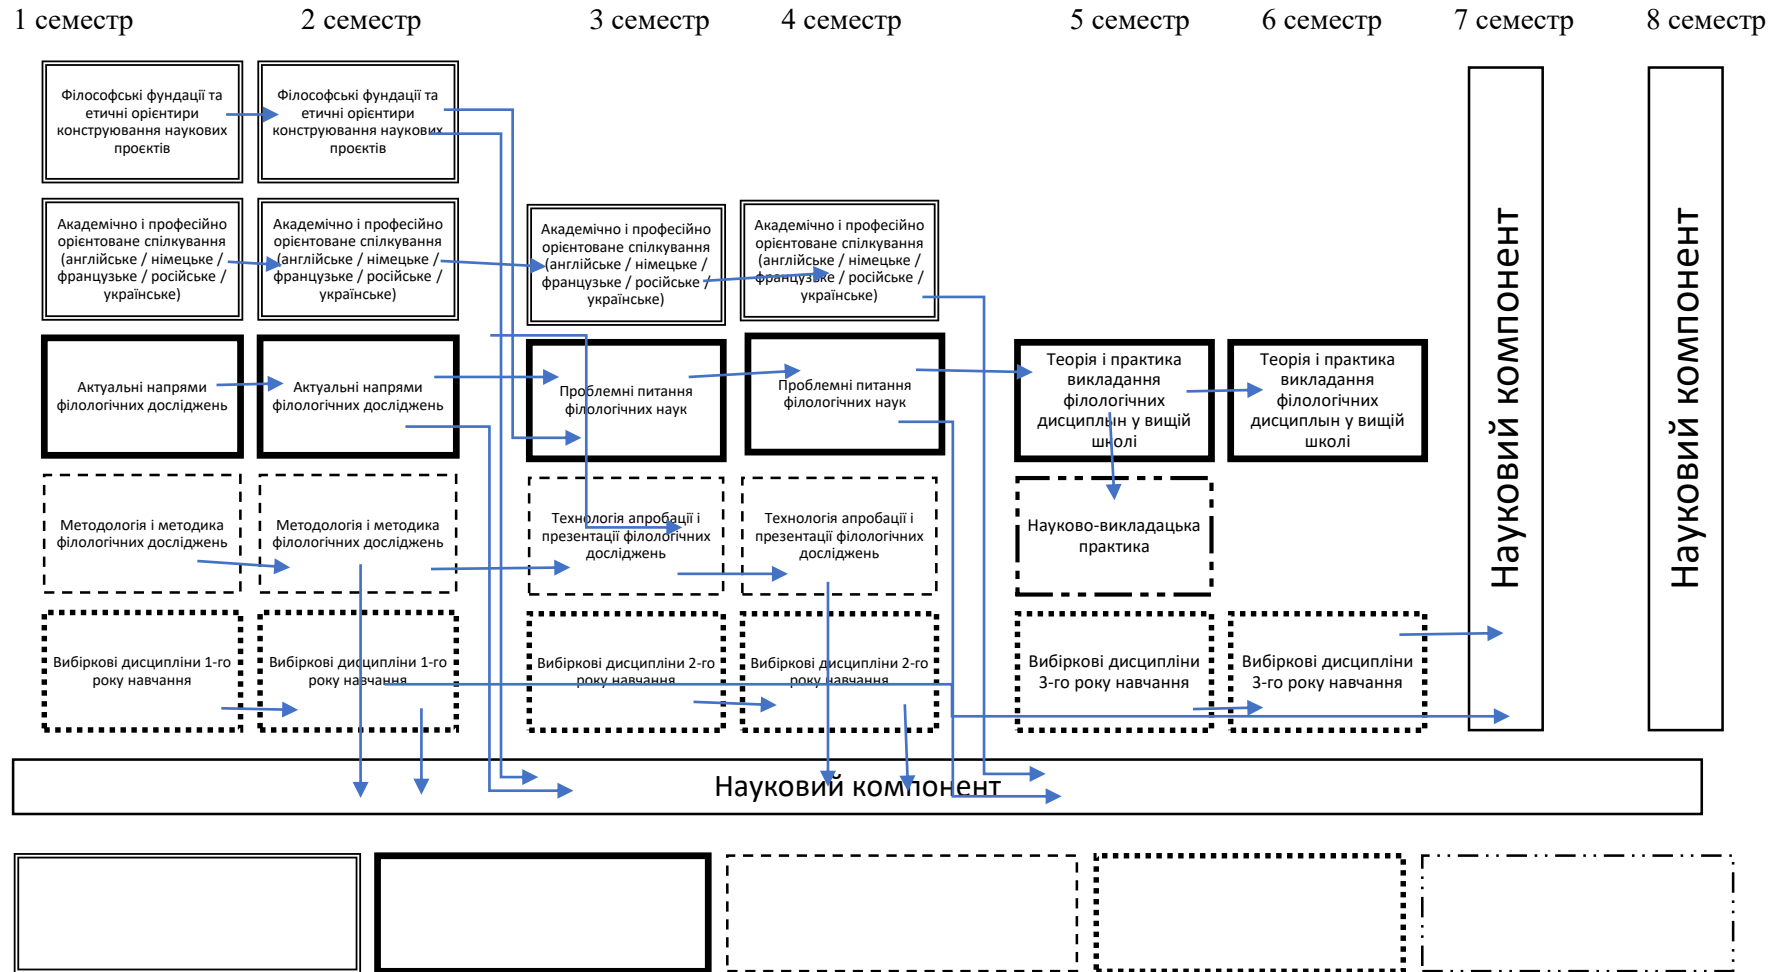 1 семестр
2 семестр
3 семестр
4 семестр
5 семестр
6 семестр
7 семестр
8 семестр
Філософські фундації та
етичні орієнтири
конструювання наукових
проєктів
Філософські фундації та
етичні орієнтири
конструювання наукових
проєктів
Академічно і професійно
орієнтоване спілкування
(англійське / німецьке /
французьке / російське /
українське)
Академічно і професійно
орієнтоване спілкування
(англійське / німецьке /
французьке / російське /
українське)
Академічно і професійно
орієнтоване спілкування
(англійське / німецьке /
французьке / російське /
українське)
Академічно і професійно
орієнтоване спілкування
(англійське / німецьке /
французьке / російське /
українське)
Актуальні напрями
філологічних досліджень
Актуальні напрями
філологічних досліджень
Проблемні питання
філологічних наук
Проблемні питання
філологічних наук
Теорія і практика
викладання
філологічних
дисциплын у вищій
школі
Теорія і практика
викладання
філологічних
дисциплын у вищій
школі
Методологія і методика
філологічних досліджень
Методологія і методика
філологічних досліджень
Технологія апробації і
презентації філологічних
досліджень
Технологія апробації і
презентації філологічних
досліджень
Науково-викладацька
практика
Вибіркові дисципліни 1-го
року навчання
Вибіркові дисципліни 1-го
року навчання
Вибіркові дисципліни 2-го
року навчання
Вибіркові дисципліни 2-го
року навчання
Вибіркові дисципліни
3-го року навчання
Вибіркові дисципліни
3-го року навчання
Науковий компонент
Науковий компонент
Науковий компонент